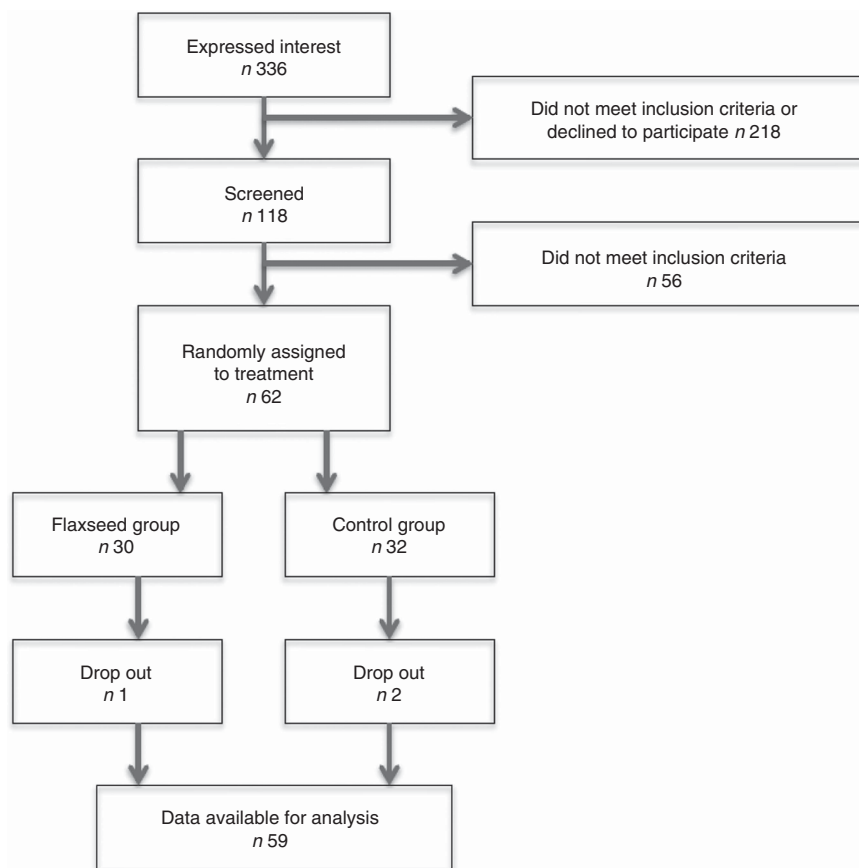 Expressed interest
n 336
Did not meet inclusion criteria or
declined to participate n 218
Screened
n 118
Did not meet inclusion criteria
n 56
Randomly assigned
to treatment
n 62
Flaxseed group
n 30
Control group
n 32
Drop out
n 1
Drop out
n 2
Data available for analysis
n 59